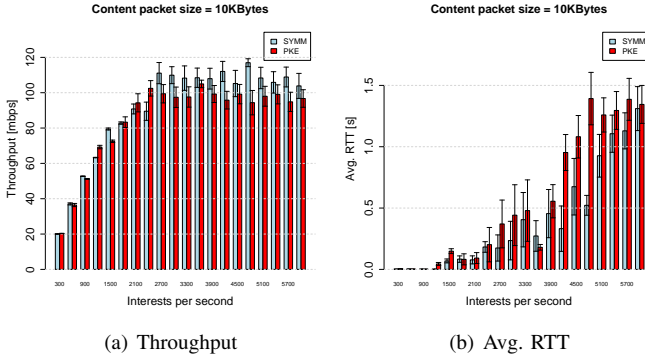 Content packet size = 10KBytes
SYMM
PKE
Throughput [mbps]
120
100
80
60
40
20
0
300 900 1500 2100 2700 3300 3900 4500 5100 5700
Interests per second
(a) Throughput
Content packet size = 10KBytes
SYMM
PKE
Avg. RTT [s]
1.5
1.0
0.5
0.0
300 900 1500 2100 2700 3300 3900 4500 5100 5700
Interests per second
(b) Avg. RTT